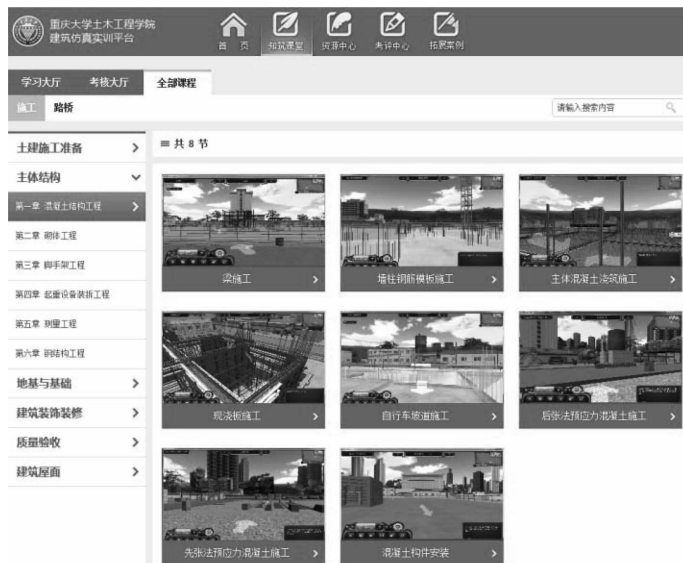 重庆大学土木工程学院
建筑仿真实训平台
首 页
知筑课堂
资源中心
考评中心
拓展案例
学习大厅
考核大厅
全部课程
施工
路桥
请输入搜索内容
土建施工准备
共 8 节
主体结构
第一章 混凝土结构工程
第二章 砌体工程
第三章 脚手架工程
第四章 起重设备装拆工程
第五章 测量工程
第六章 钢结构工程
地基与基础
建筑装饰装修
质量验收
建筑屋面
梁施工
墙柱钢筋模板施工
主体混凝土浇筑施工
现浇板施工
自行车坡道施工
后张法预应力混凝土施工
先张法预应力混凝土施工
混凝土构件安装